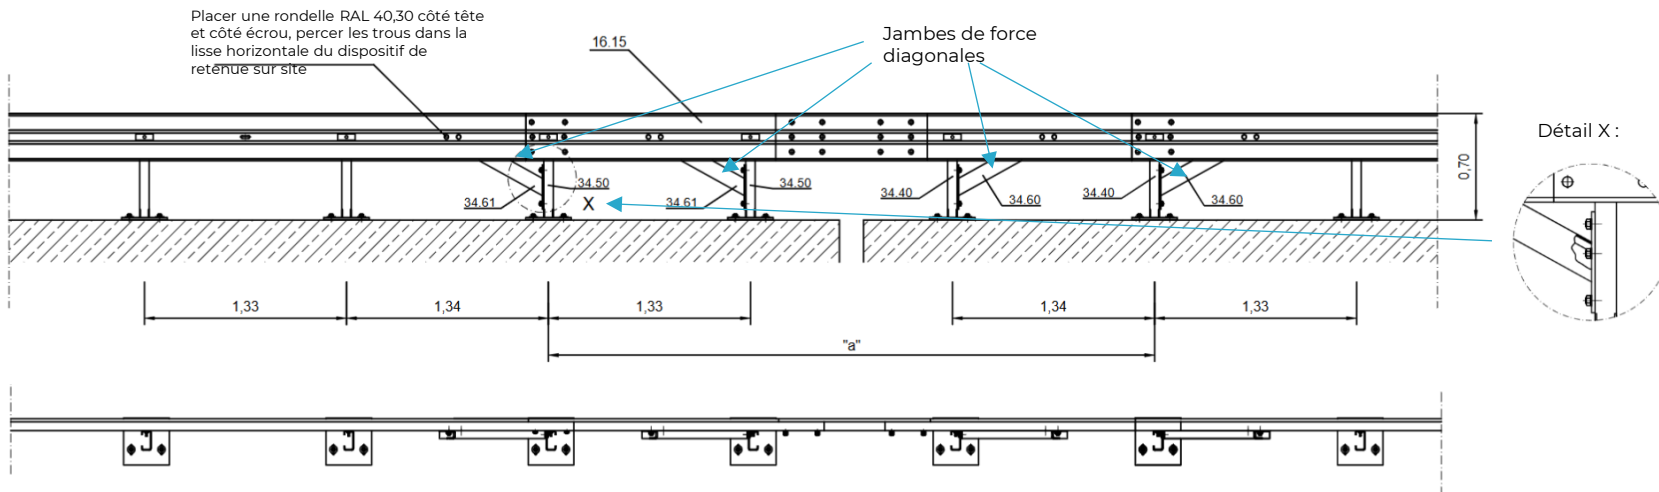 Placer une rondelle RAL 40,30 côté tête
et côté écrou, percer les trous dans la
lisse horizontale du dispositif de
retenue sur site
16.15
Jambes de force
diagonales
Détail X :
0,70
34.61
34.50
X
34.61
34.50
34.40
34.60
34.40
34.60
1,33
1,34
1,33
1,34
1,33
"a"